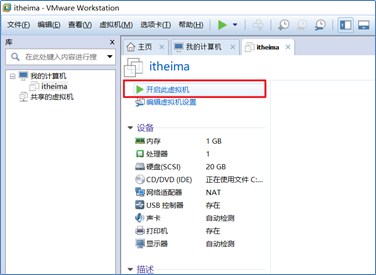 itheima - VMware Workstation
文件(F) 编辑(E) 查看(V) 虚拟机(M) 选项卡(T) 帮助(H)
库
在此处键入内容进行搜
我的计算机
itheima
共享的虚拟机
主页 我的计算机 itheima
itheima
开启此虚拟机
编辑虚拟机设置
设备
内存 1 GB
处理器 1
硬盘(SCSI) 20 GB
CD/DVD (IDE) 正在使用文件 C:...
网络适配器 NAT
USB 控制器 存在
声卡 自动检测
打印机 存在
显示器 自动检测
描述